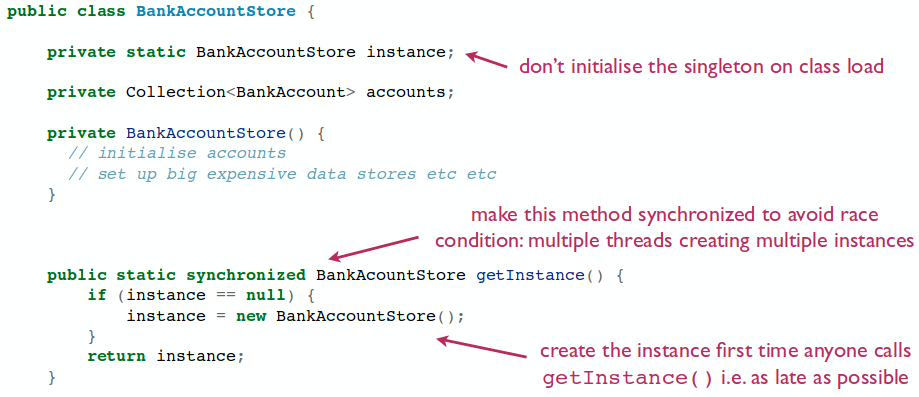 public class BankAccountStore {
private static BankAccountStore instance;
don't initialise the singleton on class load
private Collection<BankAccount> accounts;
private BankAccountStore() {
// initialise accounts
// set up big expensive data stores etc etc
}
make this method synchronized to avoid race
condition: multiple threads creating multiple instances
public static synchronized BankAcountStore getInstance() {
if (instance == null) {
instance = new BankAccountStore();
}
create the instance first time anyone calls
getInstance() i.e. as late as possible
return instance;
}